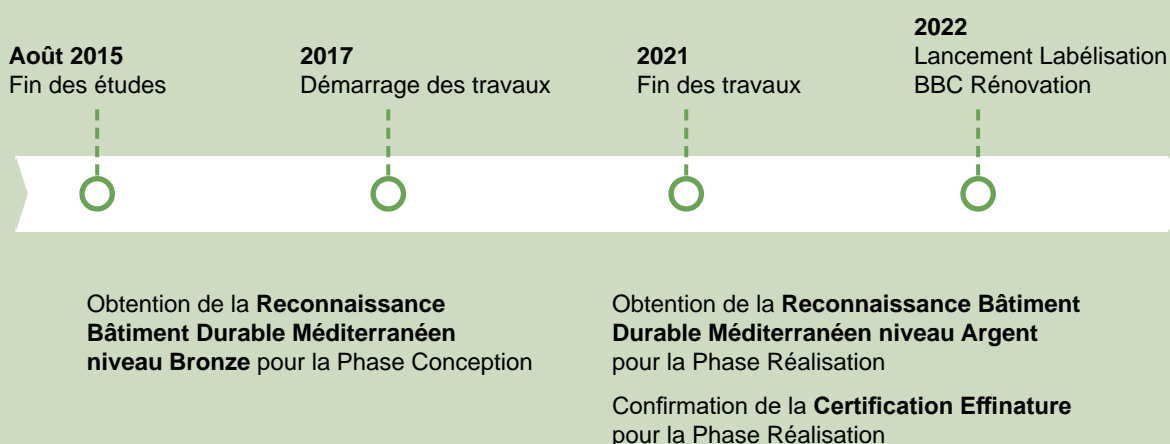 Août 2015
Fin des études
2017
Démarrage des travaux
2021
Fin des travaux
2022
Lancement Labélisation
BBC Rénovation
Obtention de la Reconnaissance
Bâtiment Durable Méditerranéen
niveau Bronze pour la Phase Conception
Obtention de la Reconnaissance Bâtiment
Durable Méditerranéen niveau Argent
pour la Phase Réalisation
Confirmation de la Certification Effinature
pour la Phase Réalisation